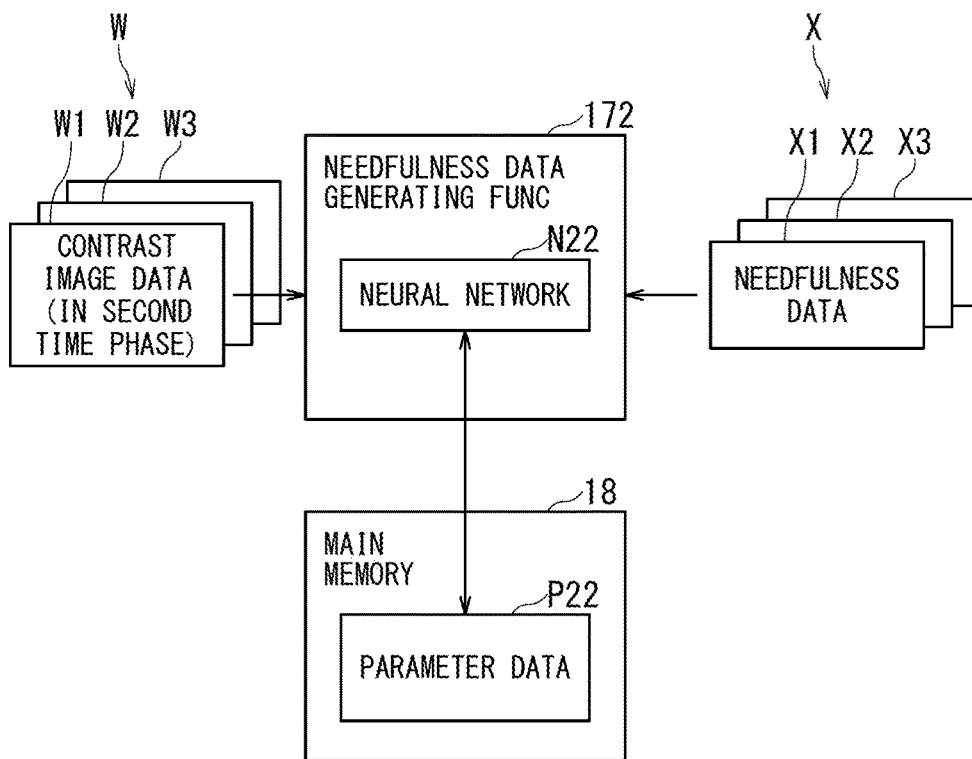 W
X
W1 W2 W3
172
X1 X2 X3
NEEDFULNESS DATA
GENERATING FUNC
N22
NEURAL NETWORK
CONTRAST
IMAGE DATA
(IN SECOND
TIME PHASE)
NEEDFULNESS
DATA
18
MAIN
MEMORY
P22
PARAMETER DATA